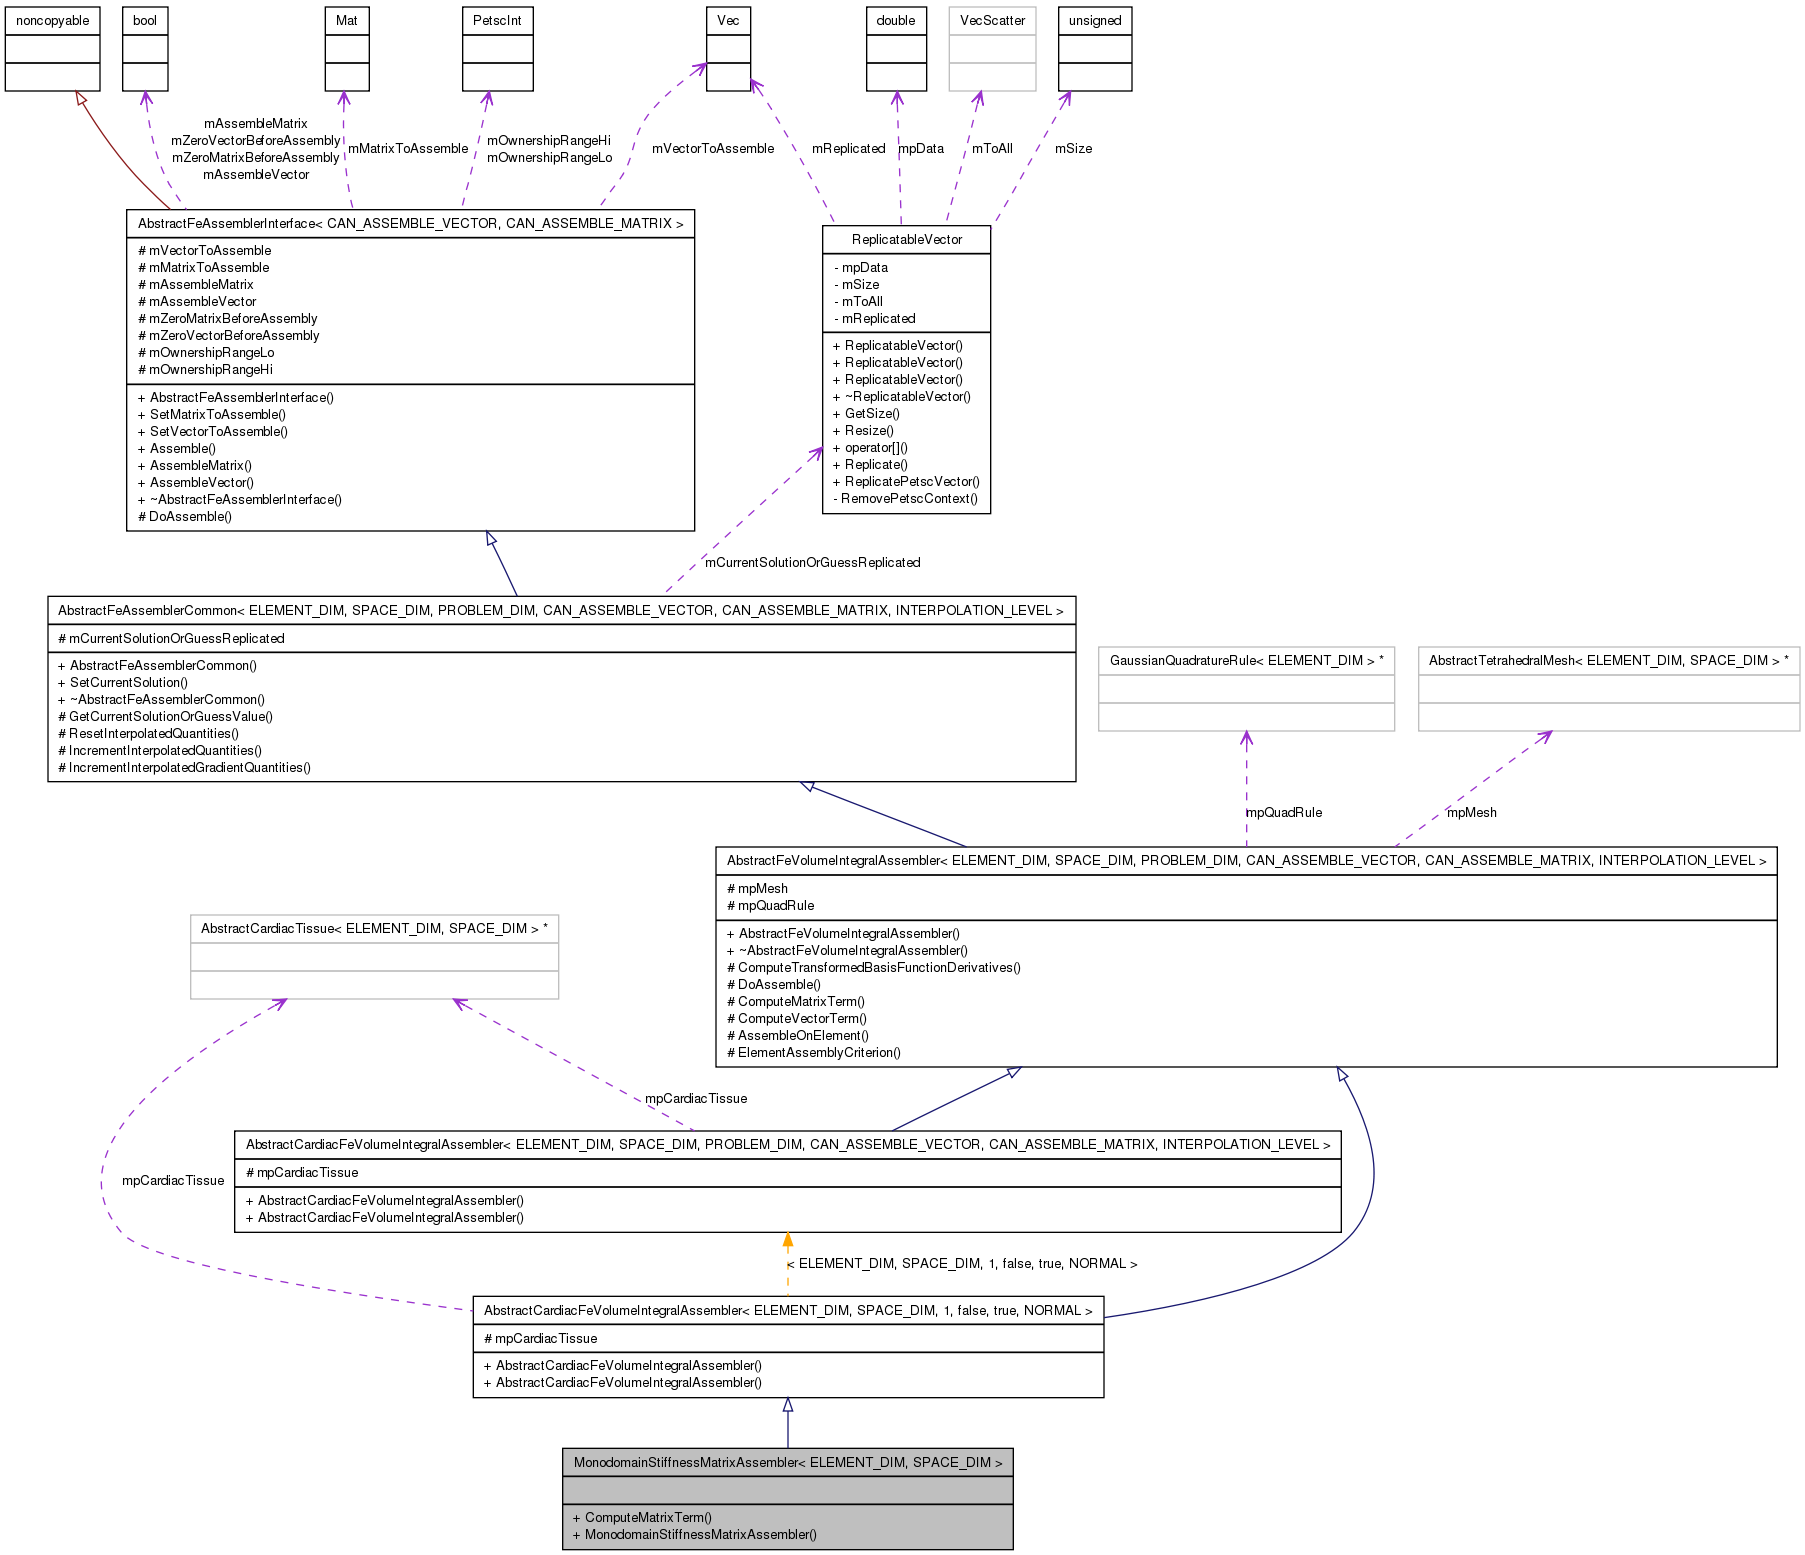 noncopyable
bool
Mat
PetscInt
Vec
double
VecScatter
unsigned
mAssembleMatrix
mZeroVectorBeforeAssembly
mZeroMatrixBeforeAssembly
mAssembleVector
mMatrixToAssemble
mOwnershipRangeHi
mOwnershipRangeLo
mVectorToAssemble
mReplicated
mpData
mToAll
mSize
AbstractFeAssemblerInterface< CAN_ASSEMBLE_VECTOR, CAN_ASSEMBLE_MATRIX >
# mVectorToAssemble
# mMatrixToAssemble
# mAssembleMatrix
# mAssembleVector
# mZeroMatrixBeforeAssembly
# mZeroVectorBeforeAssembly
# mOwnershipRangeLo
# mOwnershipRangeHi
+ AbstractFeAssemblerInterface()
+ SetMatrixToAssemble()
+ SetVectorToAssemble()
+ Assemble()
+ AssembleMatrix()
+ AssembleVector()
+ ~AbstractFeAssemblerInterface()
# DoAssemble()
ReplicatableVector
- mpData
- mSize
- mToAll
- mReplicated
+ ReplicatableVector()
+ ReplicatableVector()
+ ReplicatableVector()
+ ~ReplicatableVector()
+ GetSize()
+ Resize()
+ operator[]()
+ Replicate()
+ ReplicatePetscVector()
- RemovePetscContext()
mCurrentSolutionOrGuessReplicated
AbstractFeAssemblerCommon< ELEMENT_DIM, SPACE_DIM, PROBLEM_DIM, CAN_ASSEMBLE_VECTOR, CAN_ASSEMBLE_MATRIX, INTERPOLATION_LEVEL >
# mCurrentSolutionOrGuessReplicated
+ AbstractFeAssemblerCommon()
+ SetCurrentSolution()
+ ~AbstractFeAssemblerCommon()
# GetCurrentSolutionOrGuessValue()
# ResetInterpolatedQuantities()
# IncrementInterpolatedQuantities()
# IncrementInterpolatedGradientQuantities()
GaussianQuadratureRule< ELEMENT_DIM > *
AbstractTetrahedralMesh< ELEMENT_DIM, SPACE_DIM > *
mpQuadRule
mpMesh
AbstractFeVolumeIntegralAssembler< ELEMENT_DIM, SPACE_DIM, PROBLEM_DIM, CAN_ASSEMBLE_VECTOR, CAN_ASSEMBLE_MATRIX, INTERPOLATION_LEVEL >
# mpMesh
# mpQuadRule
+ AbstractFeVolumeIntegralAssembler()
+ ~AbstractFeVolumeIntegralAssembler()
# ComputeTransformedBasisFunctionDerivatives()
# DoAssemble()
# ComputeMatrixTerm()
# ComputeVectorTerm()
# AssembleOnElement()
# ElementAssemblyCriterion()
AbstractCardiacTissue< ELEMENT_DIM, SPACE_DIM > *
mpCardiacTissue
mpCardiacTissue
AbstractCardiacFeVolumeIntegralAssembler< ELEMENT_DIM, SPACE_DIM, PROBLEM_DIM, CAN_ASSEMBLE_VECTOR, CAN_ASSEMBLE_MATRIX, INTERPOLATION_LEVEL >
# mpCardiacTissue
+ AbstractCardiacFeVolumeIntegralAssembler()
+ AbstractCardiacFeVolumeIntegralAssembler()
< ELEMENT_DIM, SPACE_DIM, 1, false, true, NORMAL >
AbstractCardiacFeVolumeIntegralAssembler< ELEMENT_DIM, SPACE_DIM, 1, false, true, NORMAL >
# mpCardiacTissue
+ AbstractCardiacFeVolumeIntegralAssembler()
+ AbstractCardiacFeVolumeIntegralAssembler()
MonodomainStiffnessMatrixAssembler< ELEMENT_DIM, SPACE_DIM >
+ ComputeMatrixTerm()
+ MonodomainStiffnessMatrixAssembler()